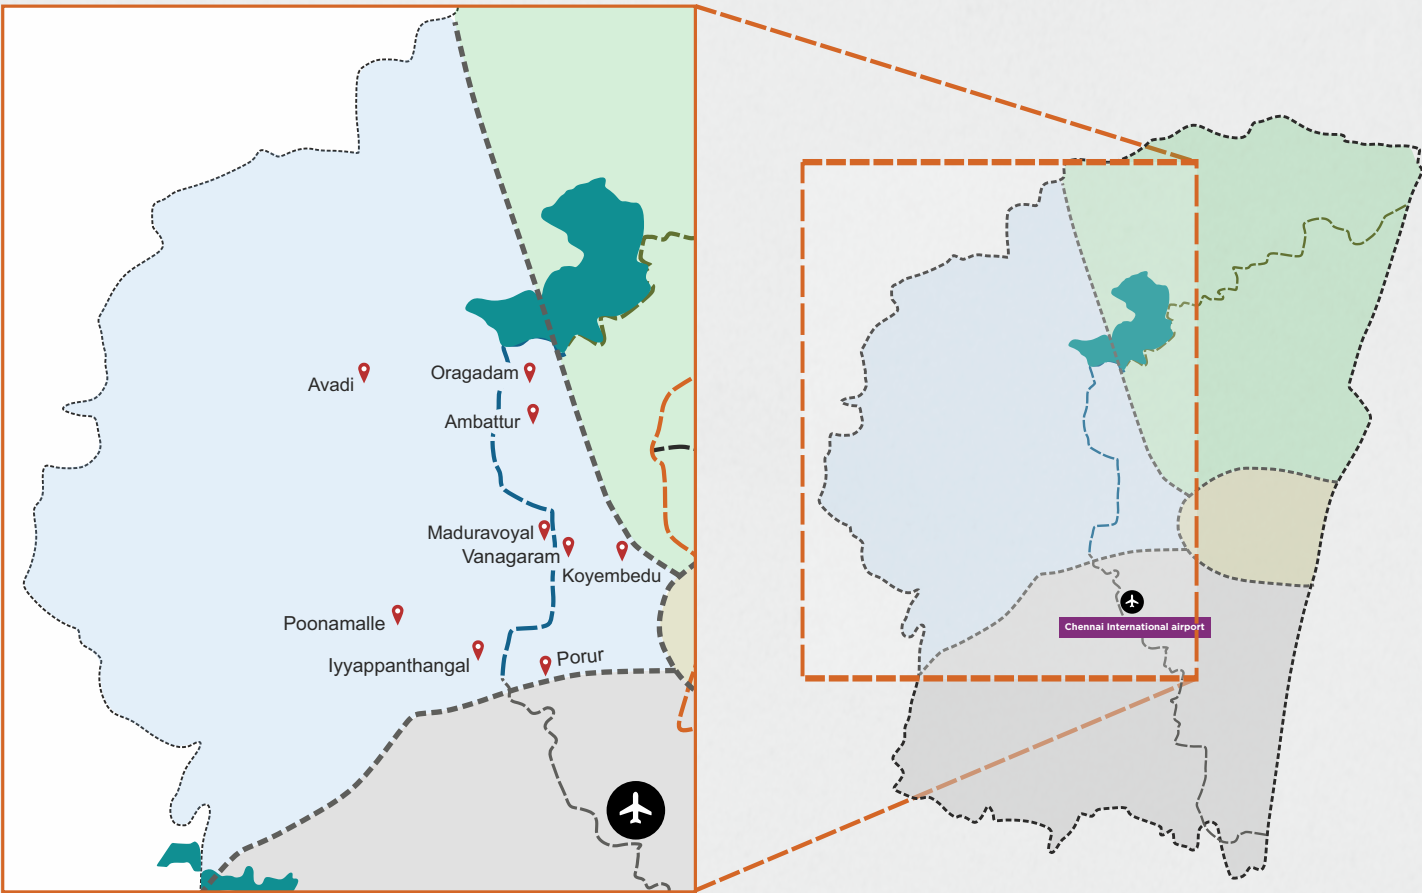 Avadi
Oragadam
Ambattur
Maduravoyal
Vanagaram
Koyembedu
Poonamalle
Iyyappanthangal
Porur
Chennai International airport